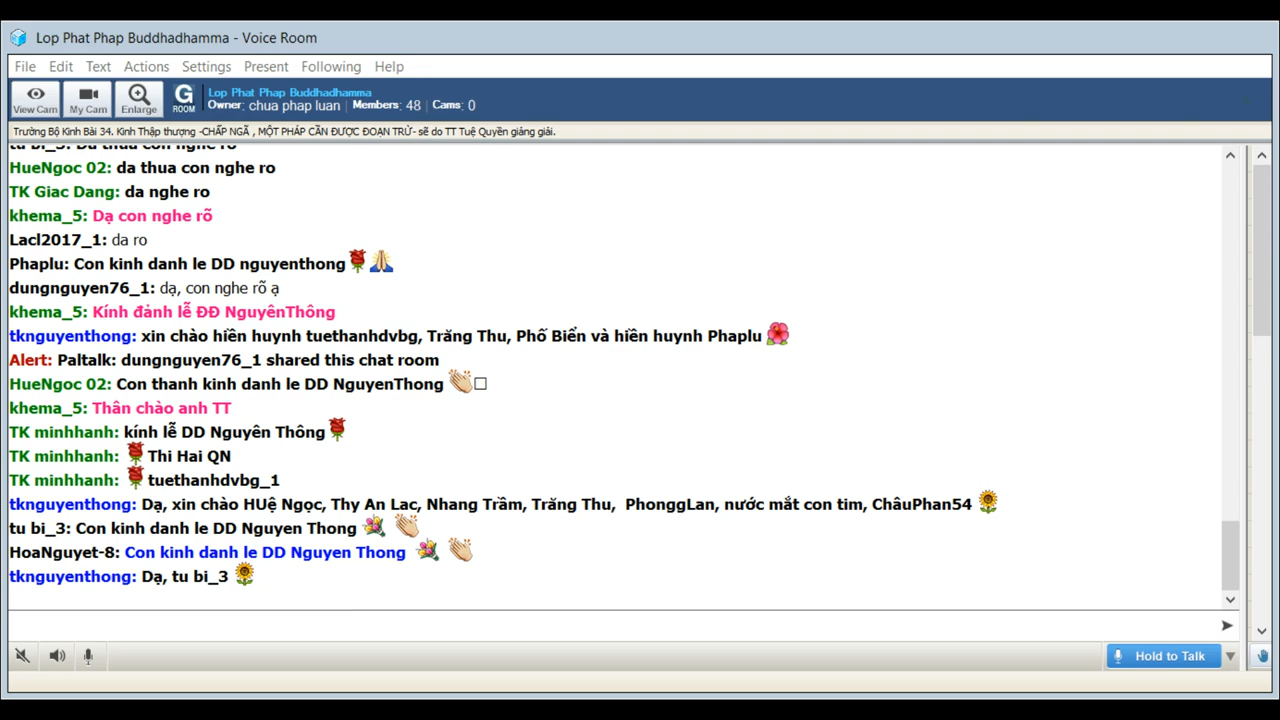 Lop Phat Phap Buddhadhamma - Voice Room
File Edit Text Actions Settings Present Following Help
View Cam My Cam Enlarge G ROOM Lop Phat Phap Buddhadhamma
Owner: chua phap luan Members: 48 Cams: 0
Trường Bộ Kinh Bài 34. Kinh Thập thượng -CHẤP NGÃ , MỘT PHÁP CẦN ĐƯỢC ĐOẠN TRỪ- sẽ do TT Tuệ Quyền giảng giải.
tu bi_3: Da thua con nghe ro
HueNgoc 02: da thua con nghe ro
TK Giac Dang: da nghe ro
khema_5: Dạ con nghe rõ
Lacl2017_1: da ro
Phaplu: Con kinh danh le DD nguyenthong
dungnguyen76_1: dạ, con nghe rõ ạ
khema_5: Kính đảnh lễ ĐĐ NguyênThông
tknguyenthong: xin chào hiền huynh tuethanhdvbg, Trăng Thu, Phố Biển và hiền huynh Phaplu
Alert: Paltalk: dungnguyen76_1 shared this chat room
HueNgoc 02: Con thanh kinh danh le DD NguyenThong
khema_5: Thân chào anh TT
TK minhhanh: kính lễ DD Nguyên Thông
TK minhhanh: Thi Hai QN
TK minhhanh: tuethanhdvbg_1
tknguyenthong: Dạ, xin chào HUệ Ngọc, Thy An Lac, Nhang Trầm, Trăng Thu, PhonggLan, nước mắt con tim, ChâuPhan54
tu bi_3: Con kinh danh le DD Nguyen Thong
HoaNguyet-8: Con kinh danh le DD Nguyen Thong
tknguyenthong: Dạ, tu bi_3
Hold to Talk